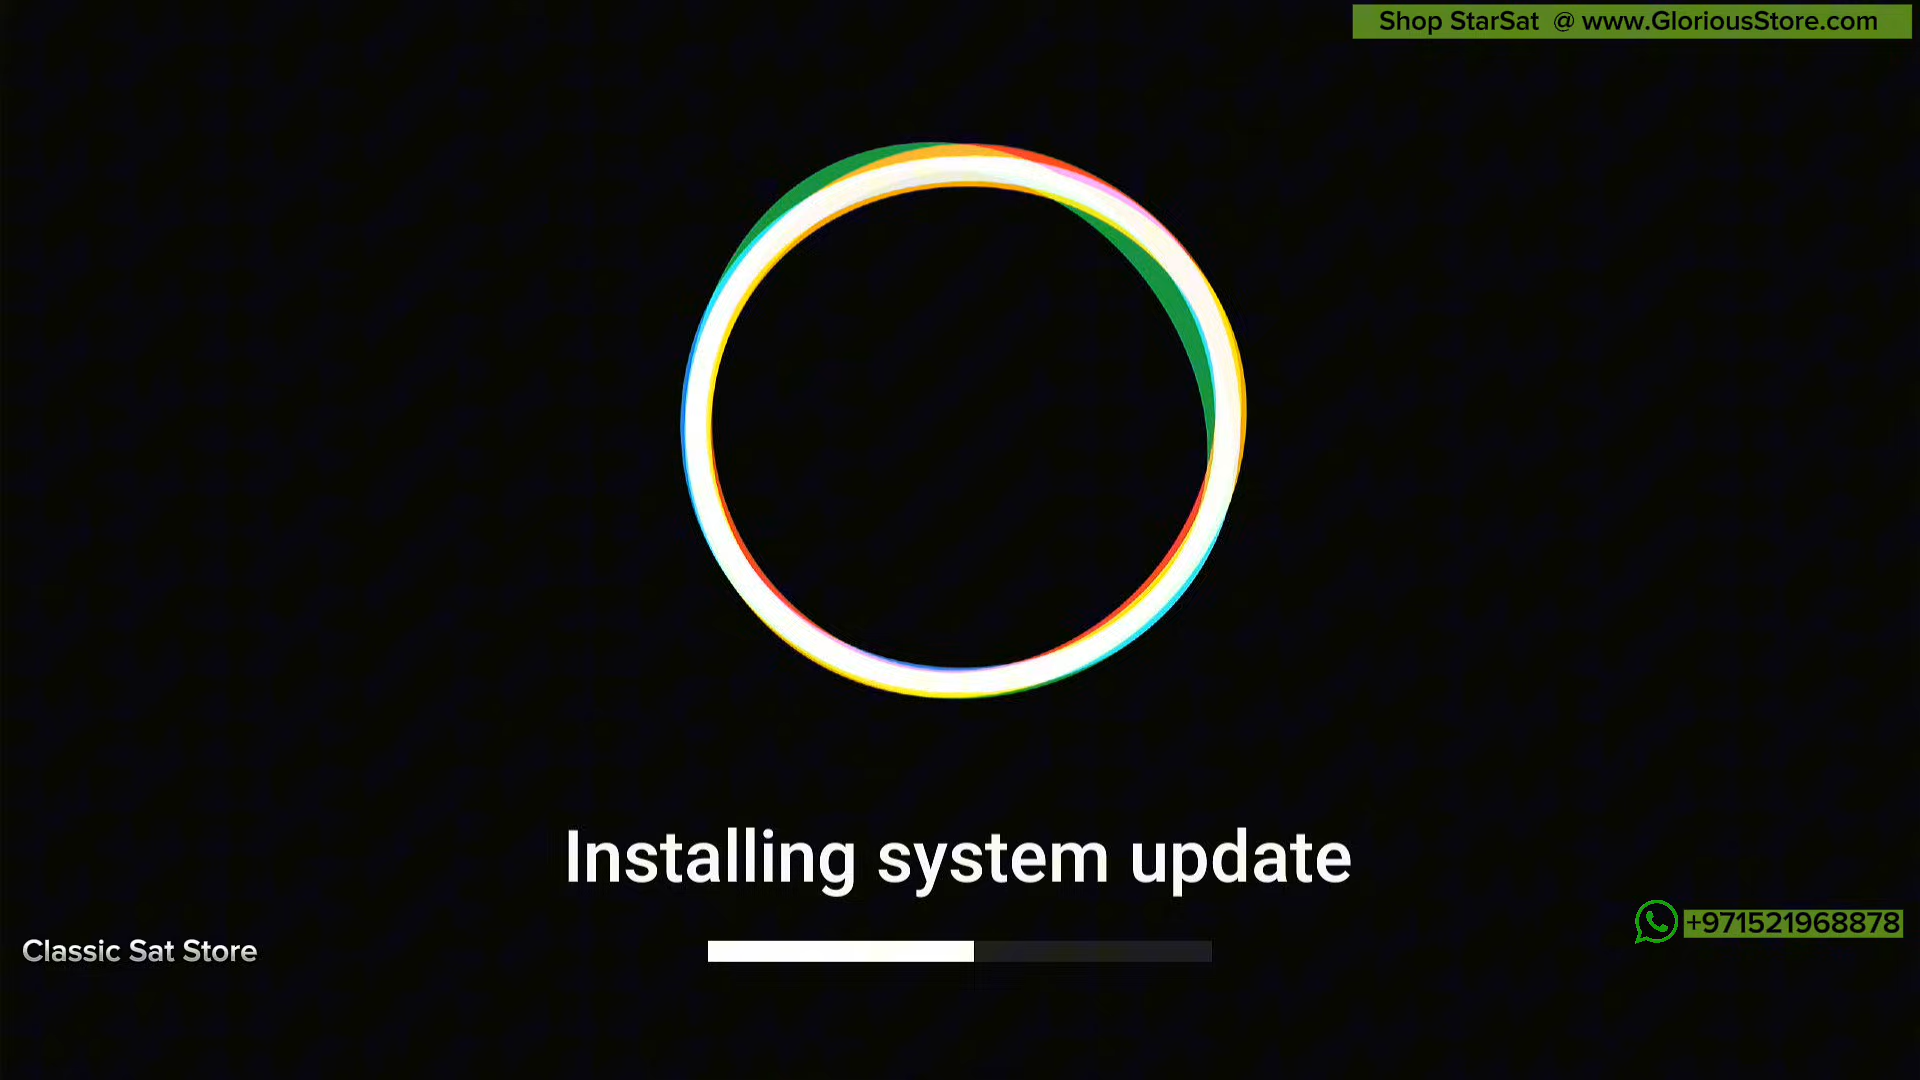 Shop StarSat @ www.GloriousStore.com
Installing system update
+971521968878
Classic Sat Store